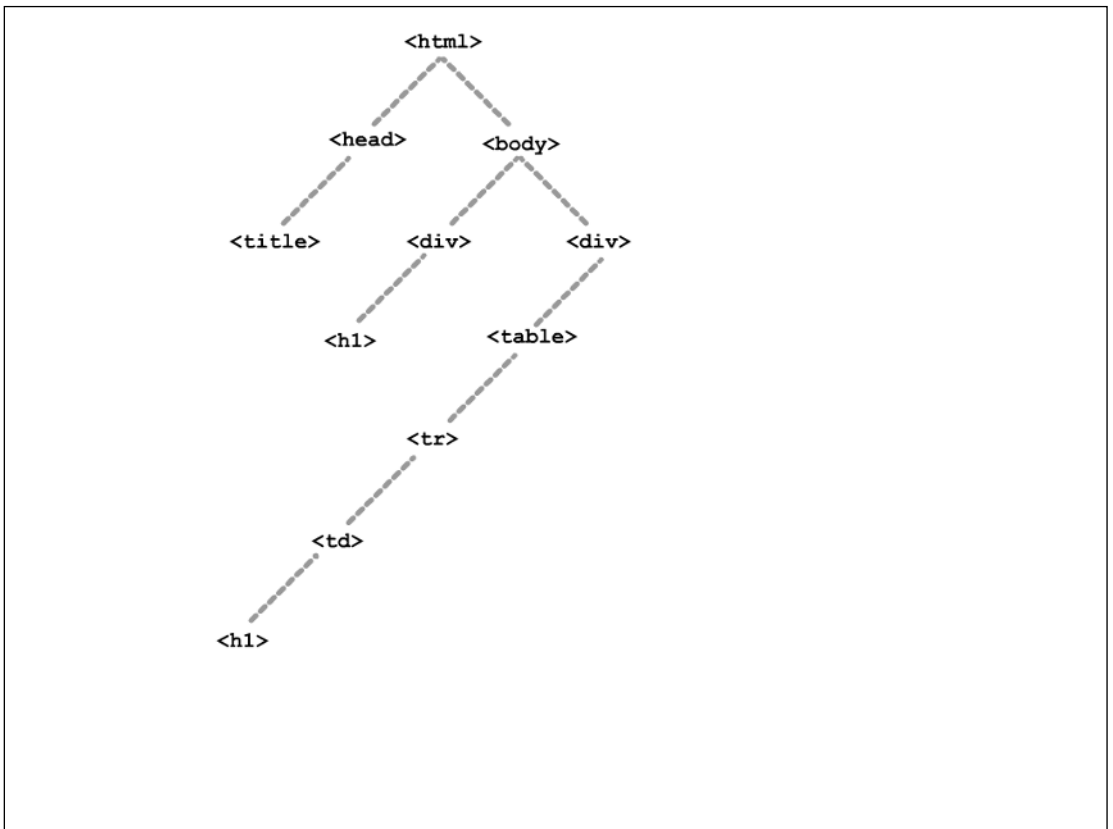 <html>
<head> <body>
<title> <div> <div>
<h1> <table>
<tr>
<td>
<h1>